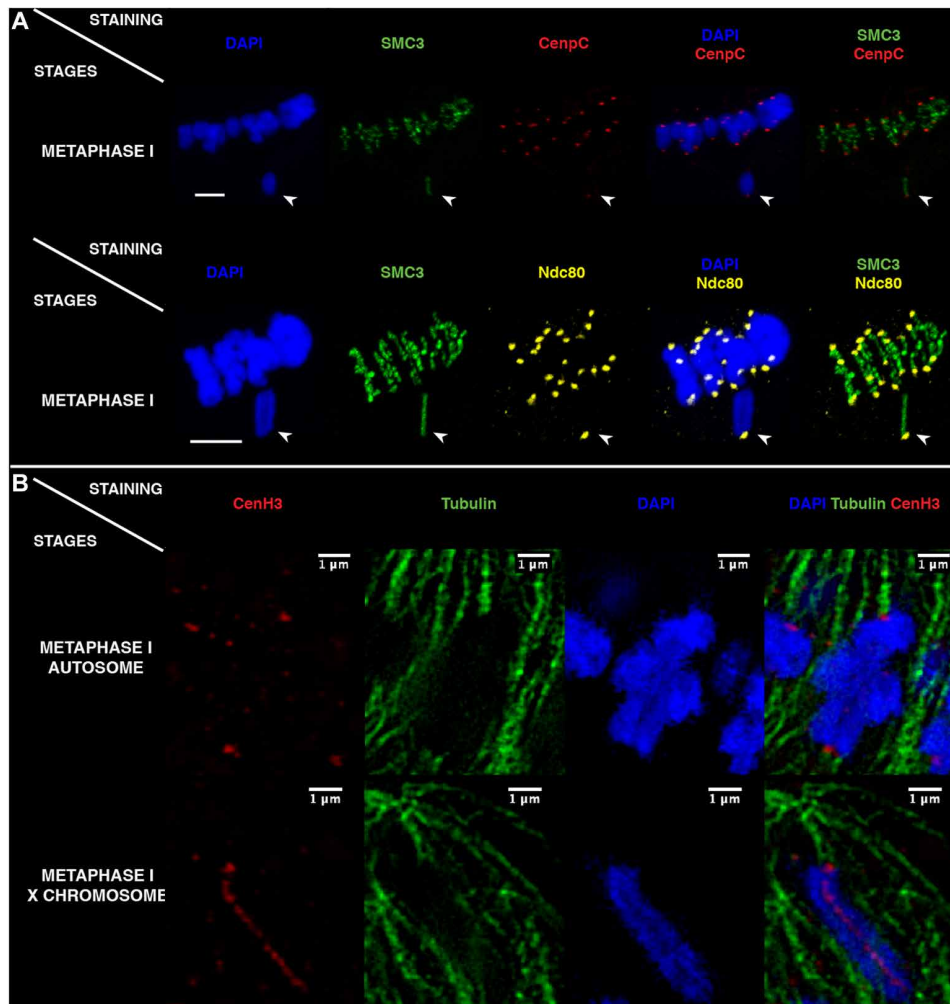 A
STAINING
STAGES
DAPI
SMC3
CenpC
DAPI
CenpC
SMC3
CenpC
METAPHASE I
STAINING
STAGES
DAPI
SMC3
Ndc80
DAPI
Ndc80
SMC3
Ndc80
METAPHASE I
B
STAINING
STAGES
CenH3
Tubulin
DAPI
DAPI Tubulin CenH3
1 µm
1 µm
1 µm
1 µm
METAPHASE I
AUTOSOME
1 µm
1 µm
1 µm
1 µm
METAPHASE I
X CHROMOSOME